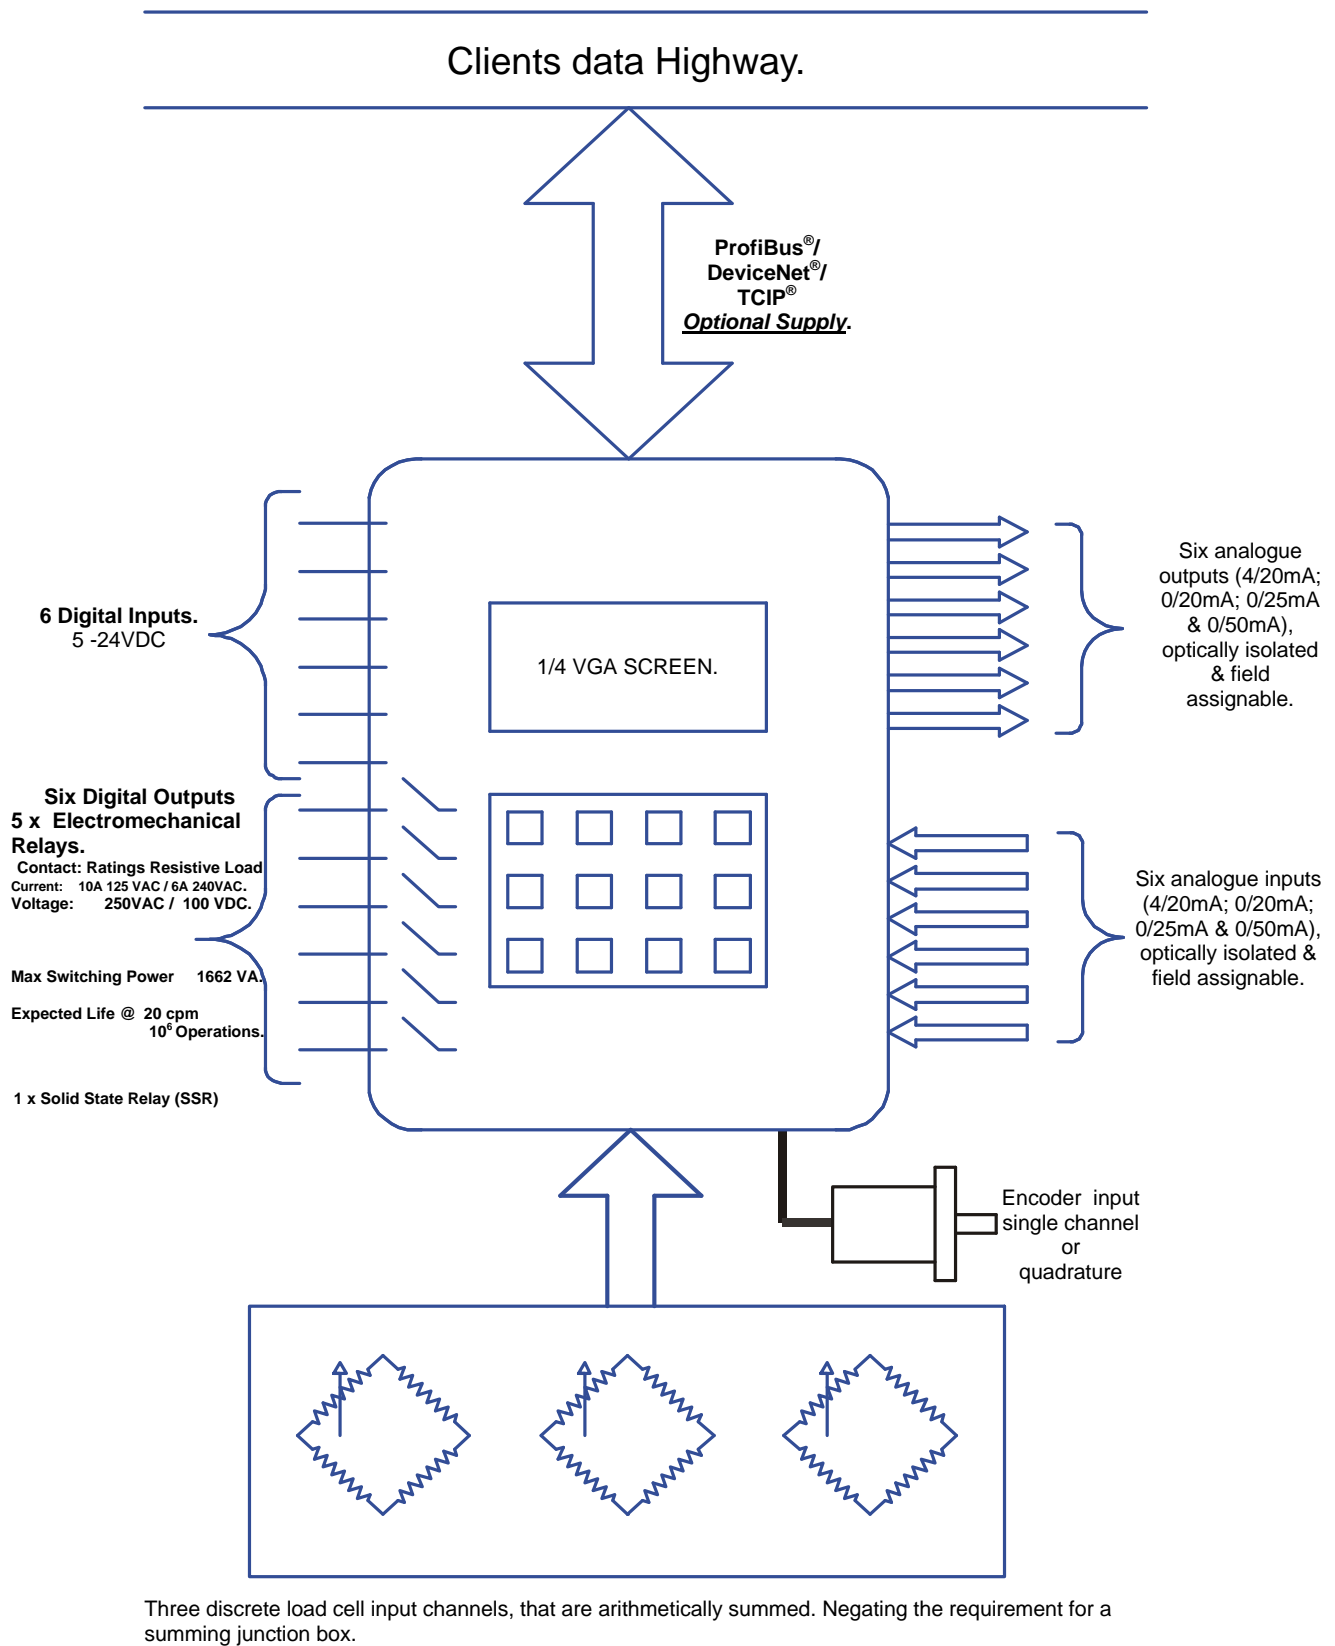 Clients data Highway.
ProfiBus®/
DeviceNet®/
TCIP®
Optional Supply.
6 Digital Inputs.
5 -24VDC
1/4 VGA SCREEN.
Six analogue
outputs (4/20mA;
0/20mA; 0/25mA
& 0/50mA),
optically isolated
& field
assignable.
Six Digital Outputs
5 x Electromechanical
Relays.
Contact: Ratings Resistive Load
Current: 10A 125 VAC / 6A 240VAC.
Voltage: 250VAC / 100 VDC.
Max Switching Power 1662 VA.
Expected Life @ 20 cpm
10⁶ Operations.
1 x Solid State Relay (SSR)
Six analogue inputs
(4/20mA; 0/20mA;
0/25mA & 0/50mA),
optically isolated &
field assignable.
Encoder input
single channel
or
quadrature
Three discrete load cell input channels, that are arithmetically summed. Negating the requirement for a
summing junction box.